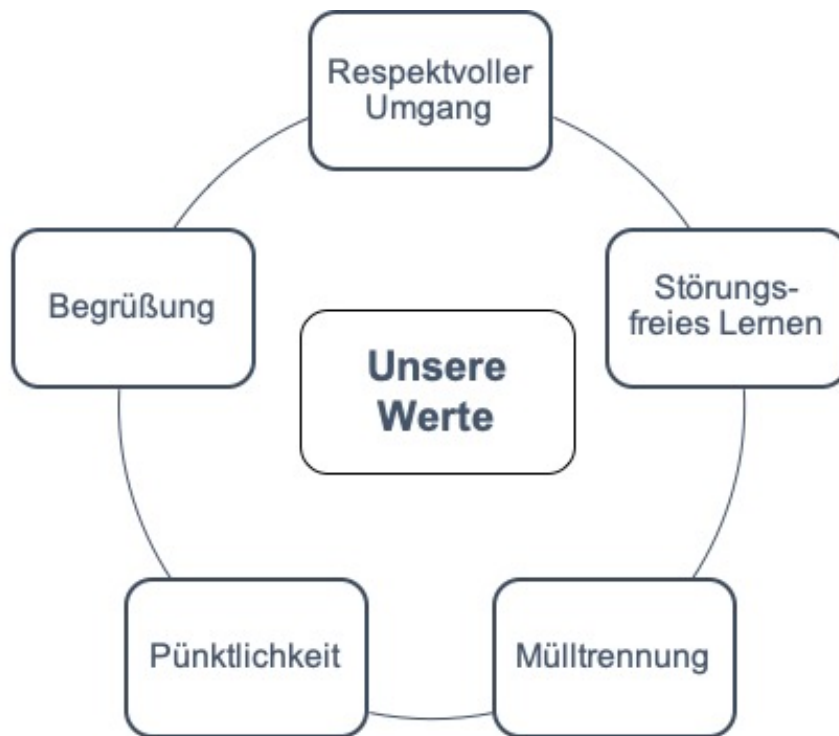 Respektvoller
Umgang
Störungs-
freies Lernen
Mülltrennung
Pünktlichkeit
Begrüßung
Unsere
Werte